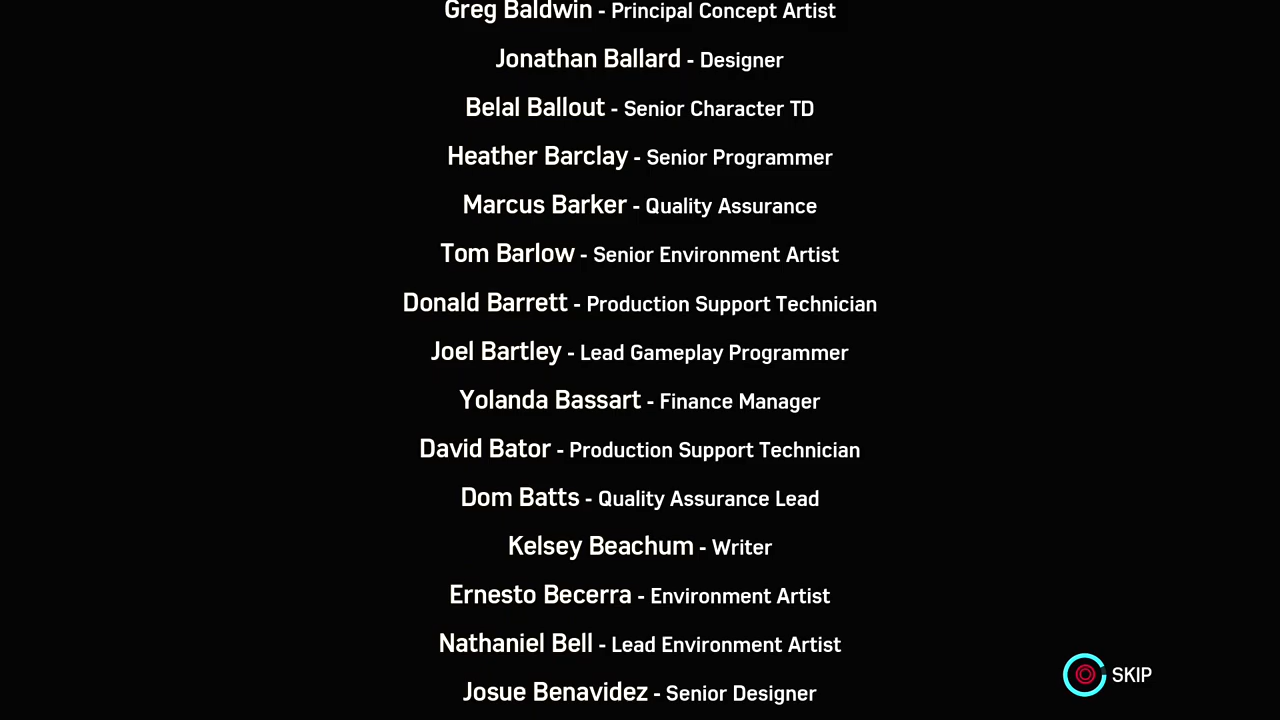 Greg Baldwin - Principal Concept Artist
Jonathan Ballard - Designer
Belal Ballout - Senior Character TD
Heather Barclay - Senior Programmer
Marcus Barker - Quality Assurance
Tom Barlow - Senior Environment Artist
Donald Barrett - Production Support Technician
Joel Bartley - Lead Gameplay Programmer
Yolanda Bassart - Finance Manager
David Bator - Production Support Technician
Dom Batts - Quality Assurance Lead
Kelsey Beachum - Writer
Ernesto Becerra - Environment Artist
Nathaniel Bell - Lead Environment Artist
Josue Benavidez - Senior Designer
SKIP